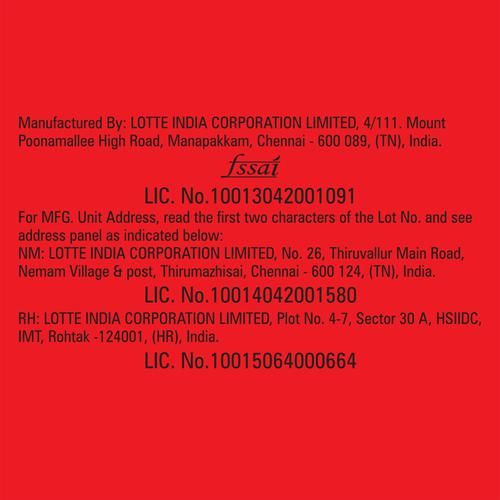 Manufactured By: LOTTE INDIA CORPORATION LIMITED, 4/111. Mount
Poonamallee High Road, Manapakkam, Chennai - 600 089, (TN), India.
fssai
LIC. No.10013042001091
For MFG. Unit Address, read the first two characters of the Lot No. and see
address panel as indicated below:
NM: LOTTE INDIA CORPORATION LIMITED, No. 26, Thiruvallur Main Road,
Nemam Village & post, Thirumazhisai, Chennai - 600 124, (TN), India.
LIC. No.10014042001580
RH: LOTTE INDIA CORPORATION LIMITED, Plot No. 4-7, Sector 30 A, HSIIDC,
IMT, Rohtak -124001, (HR), India.
LIC. No.10015064000664